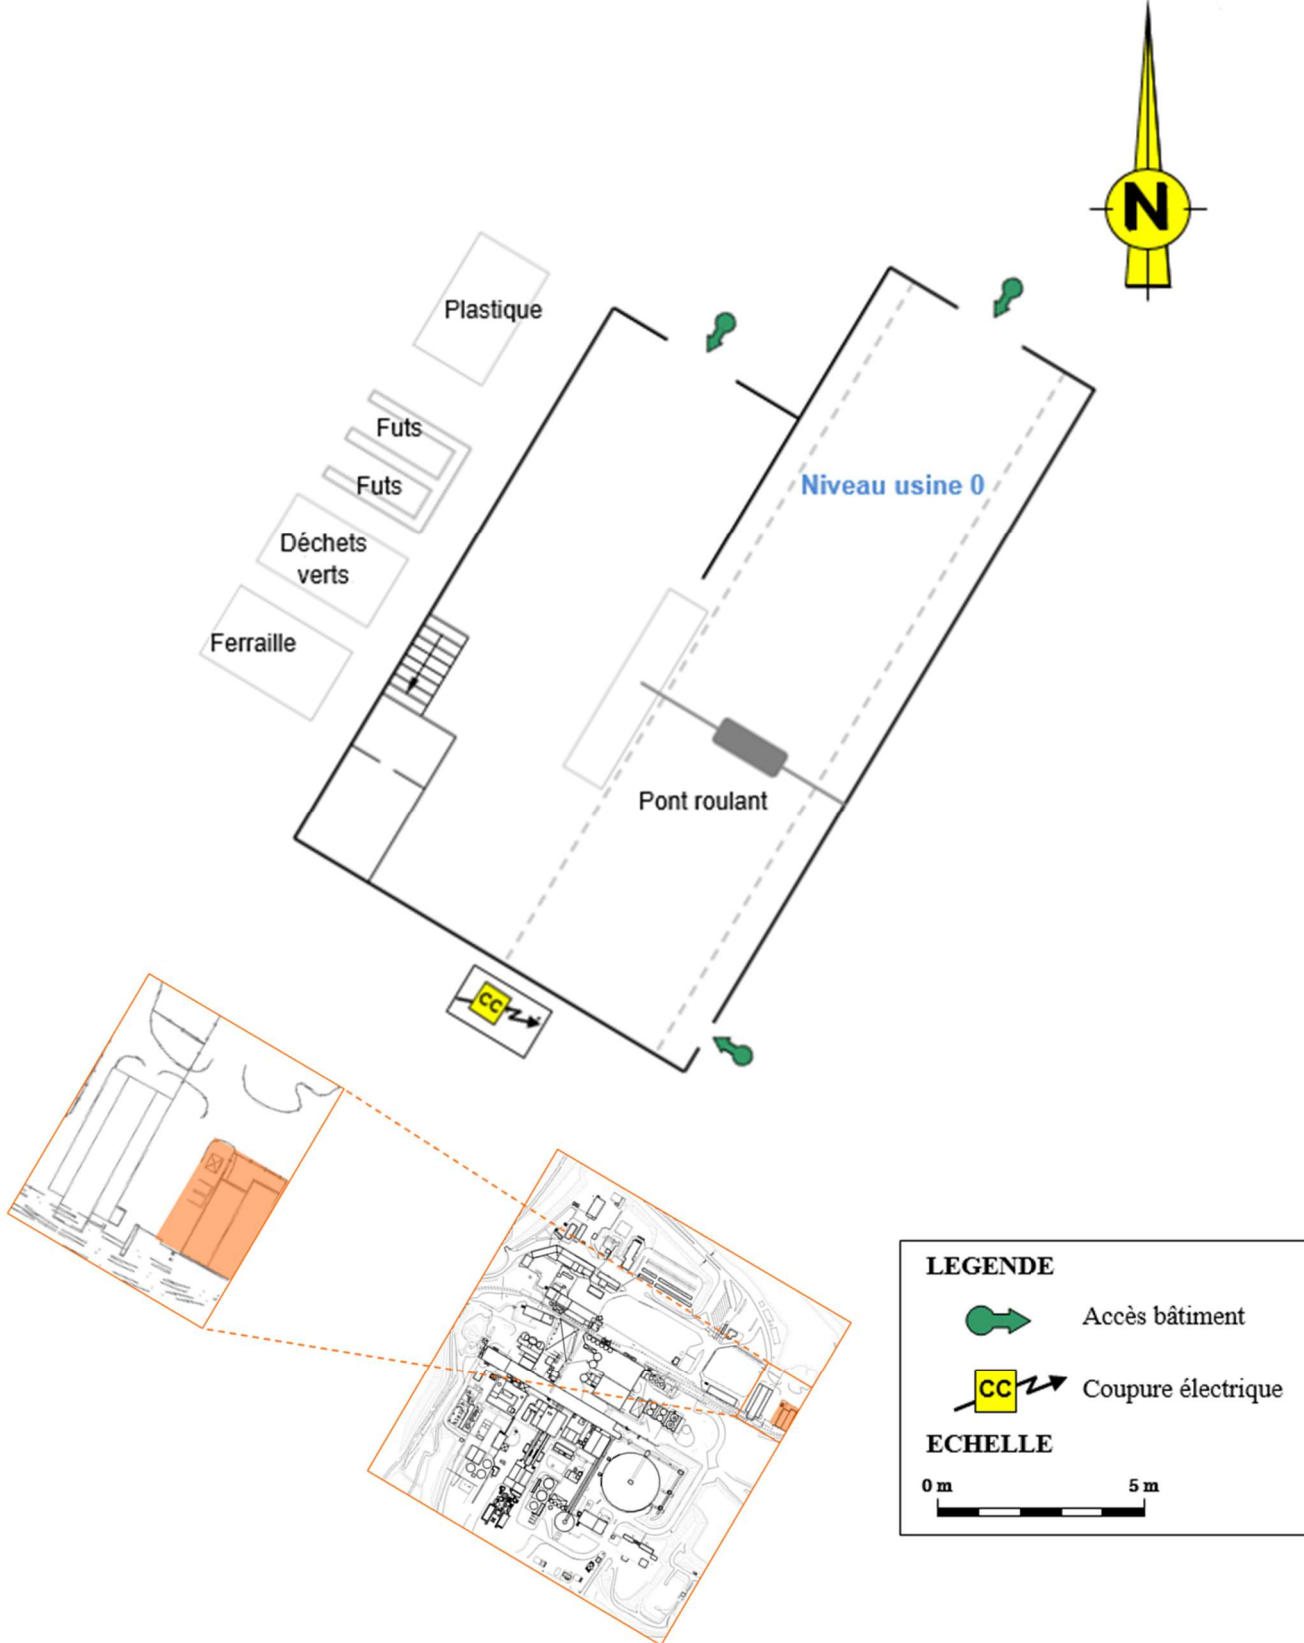 N
Plastique
Futs
Niveau usine 0
Futs
Déchets
verts
Ferraille
Pont roulant
CC
LEGENDE
Accès bâtiment
CC
Coupure électrique
ECHELLE
0 m 5 m